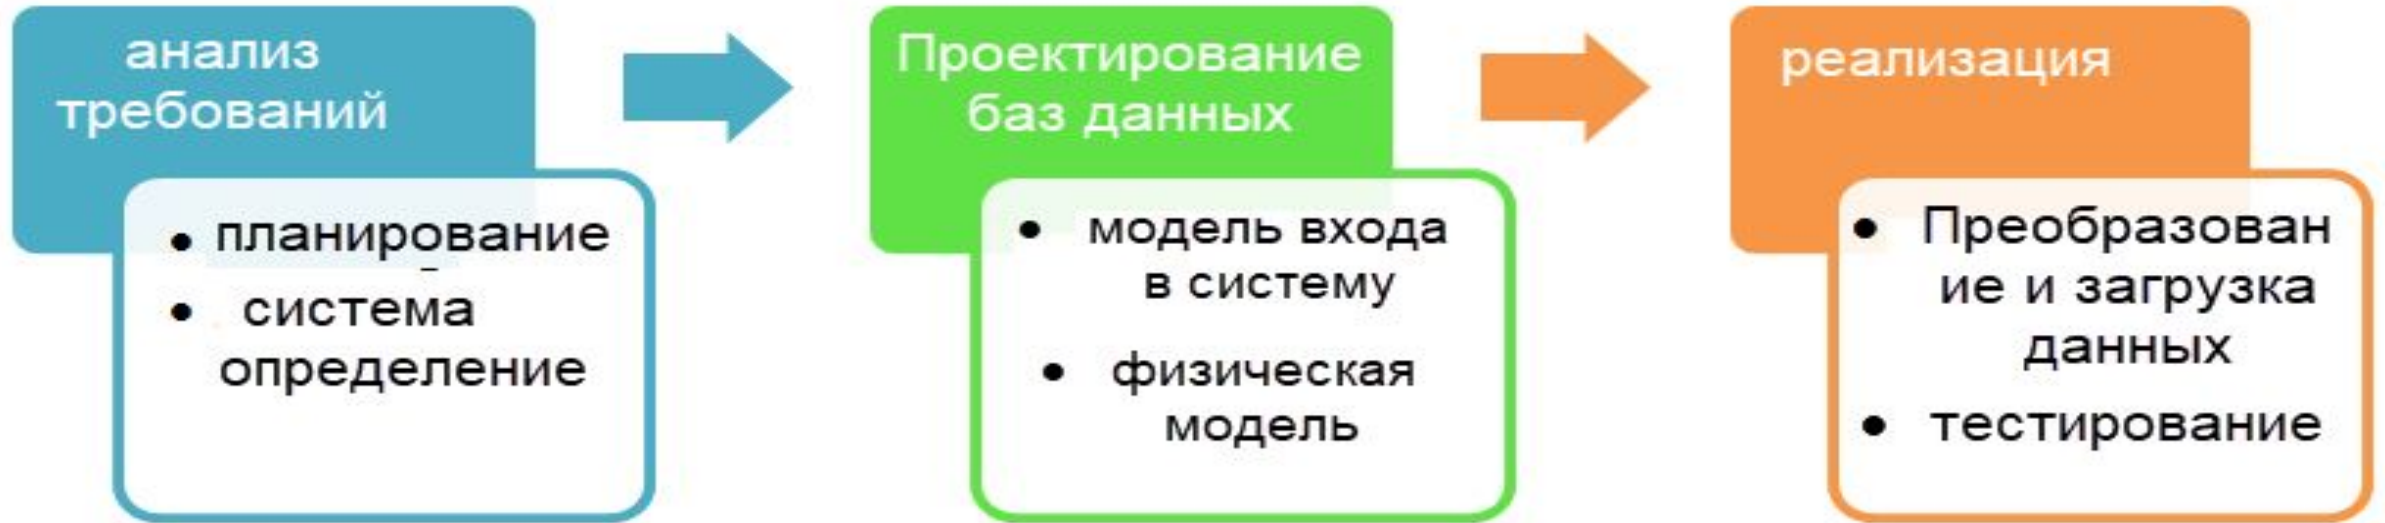 анализ
требований
• планирование
• система
определение
Проектирование
баз данных
• модель входа
в систему
• физическая
модель
реализация
• Преобразован
ие и загрузка
данных
• тестирование